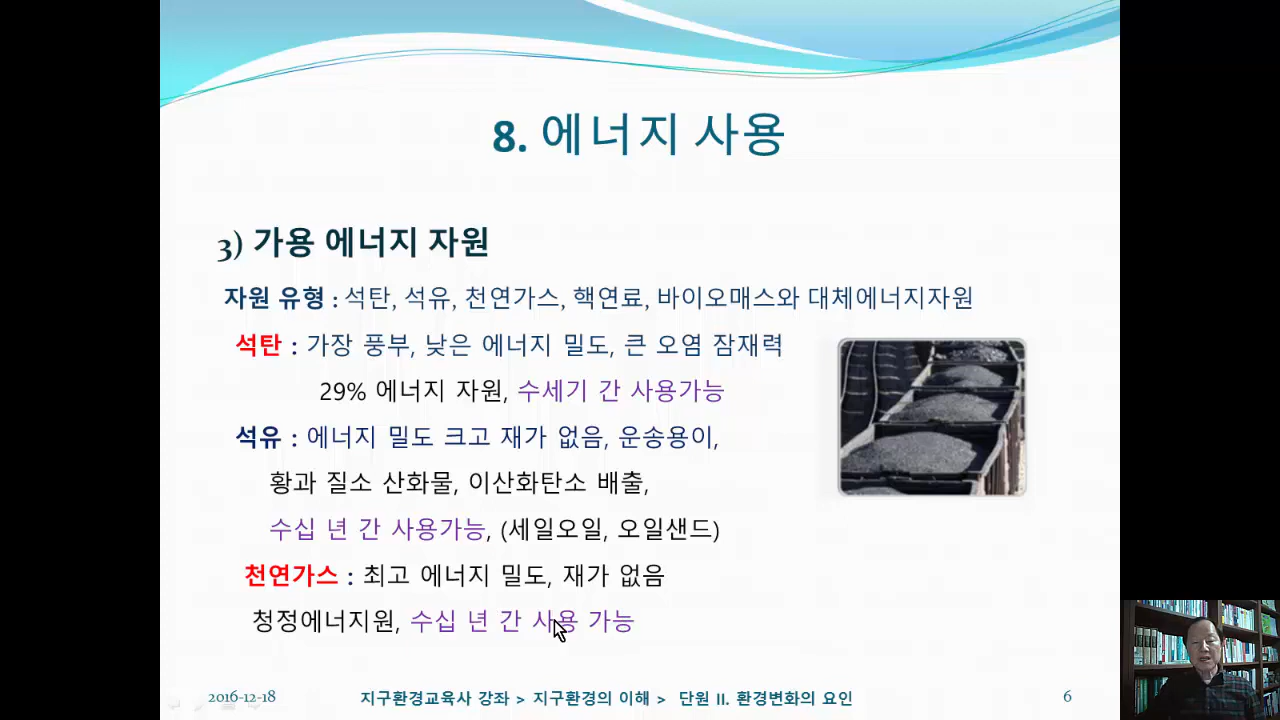 8. 에너지 사용
3) 가용 에너지 자원
자원 유형 : 석탄, 석유, 천연가스, 핵연료, 바이오매스와 대체에너지자원
석탄 : 가장 풍부, 낮은 에너지 밀도, 큰 오염 잠재력
29% 에너지 자원, 수세기 간 사용가능
석유 : 에너지 밀도 크고 재가 없음, 운송용이,
황과 질소 산화물, 이산화탄소 배출,
수십 년 간 사용가능, (세일오일, 오일샌드)
천연가스 : 최고 에너지 밀도, 재가 없음
청정에너지원, 수십 년 간 사용 가능
2016-12-18
지구환경교육사 강좌 > 지구환경의 이해 > 단원 II. 환경변화의 요인
6